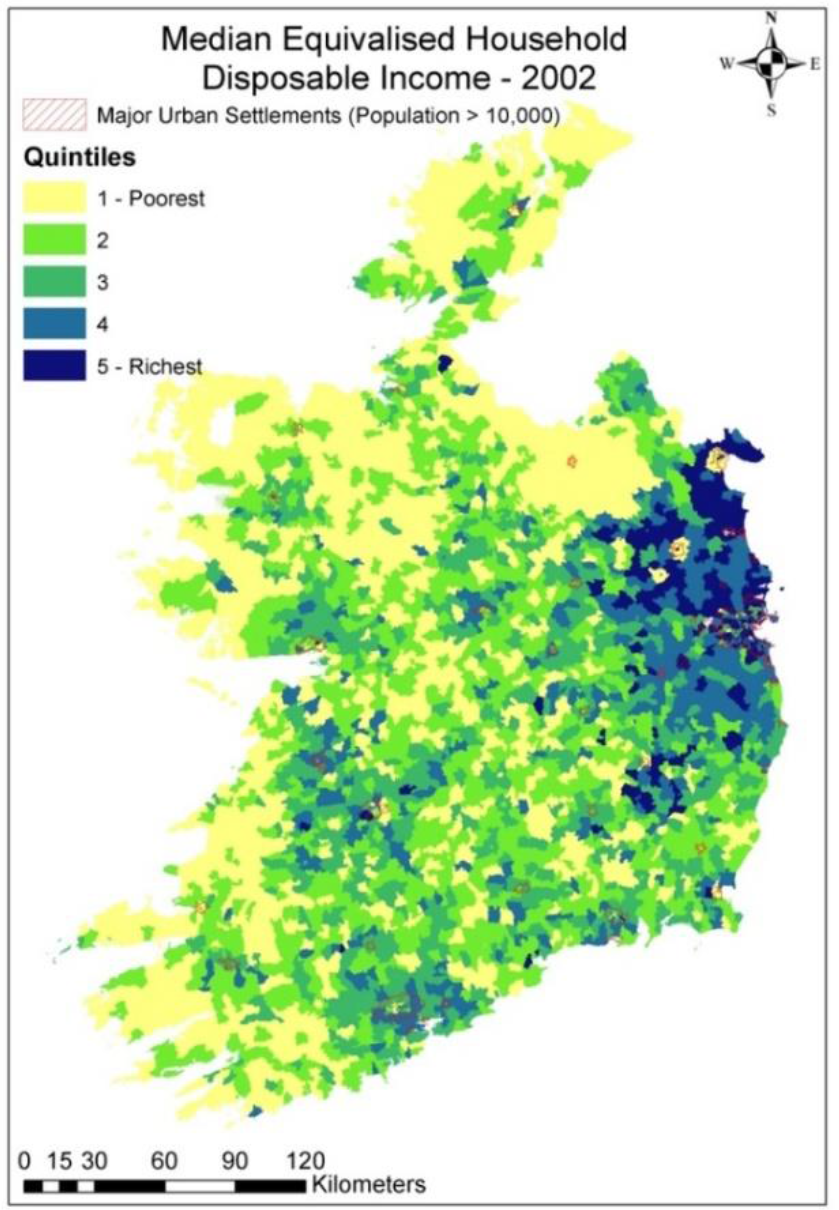 Median Equivalised Household
Disposable Income - 2002
N
W E
S
Major Urban Settlements (Population > 10,000)
Quintiles
1 - Poorest
2
3
4
5 - Richest
0 15 30 60 90 120
Kilometers